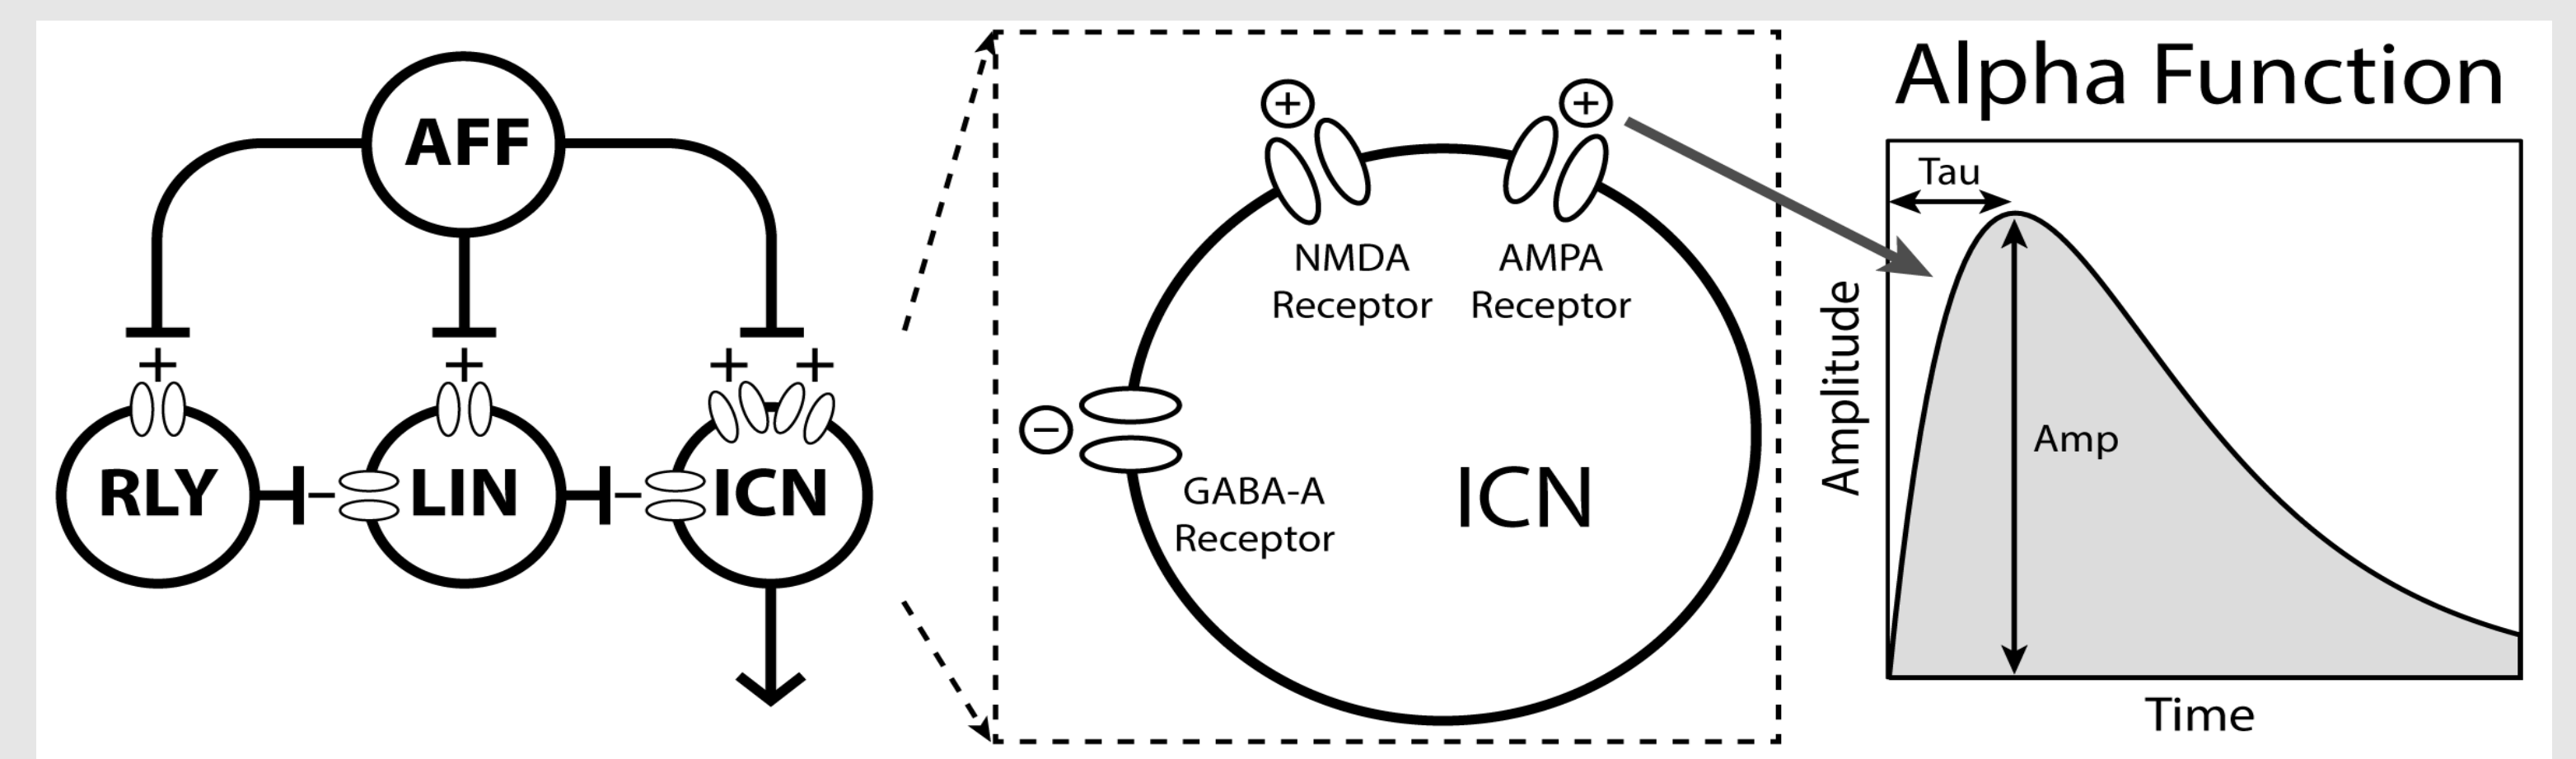 AFF
+
+
+ +
RLY
–
LIN
–
ICN
+
+
NMDA
Receptor
AMPA
Receptor
–
GABA-A
Receptor
ICN
Alpha Function
Tau
Amplitude
Amp
Time